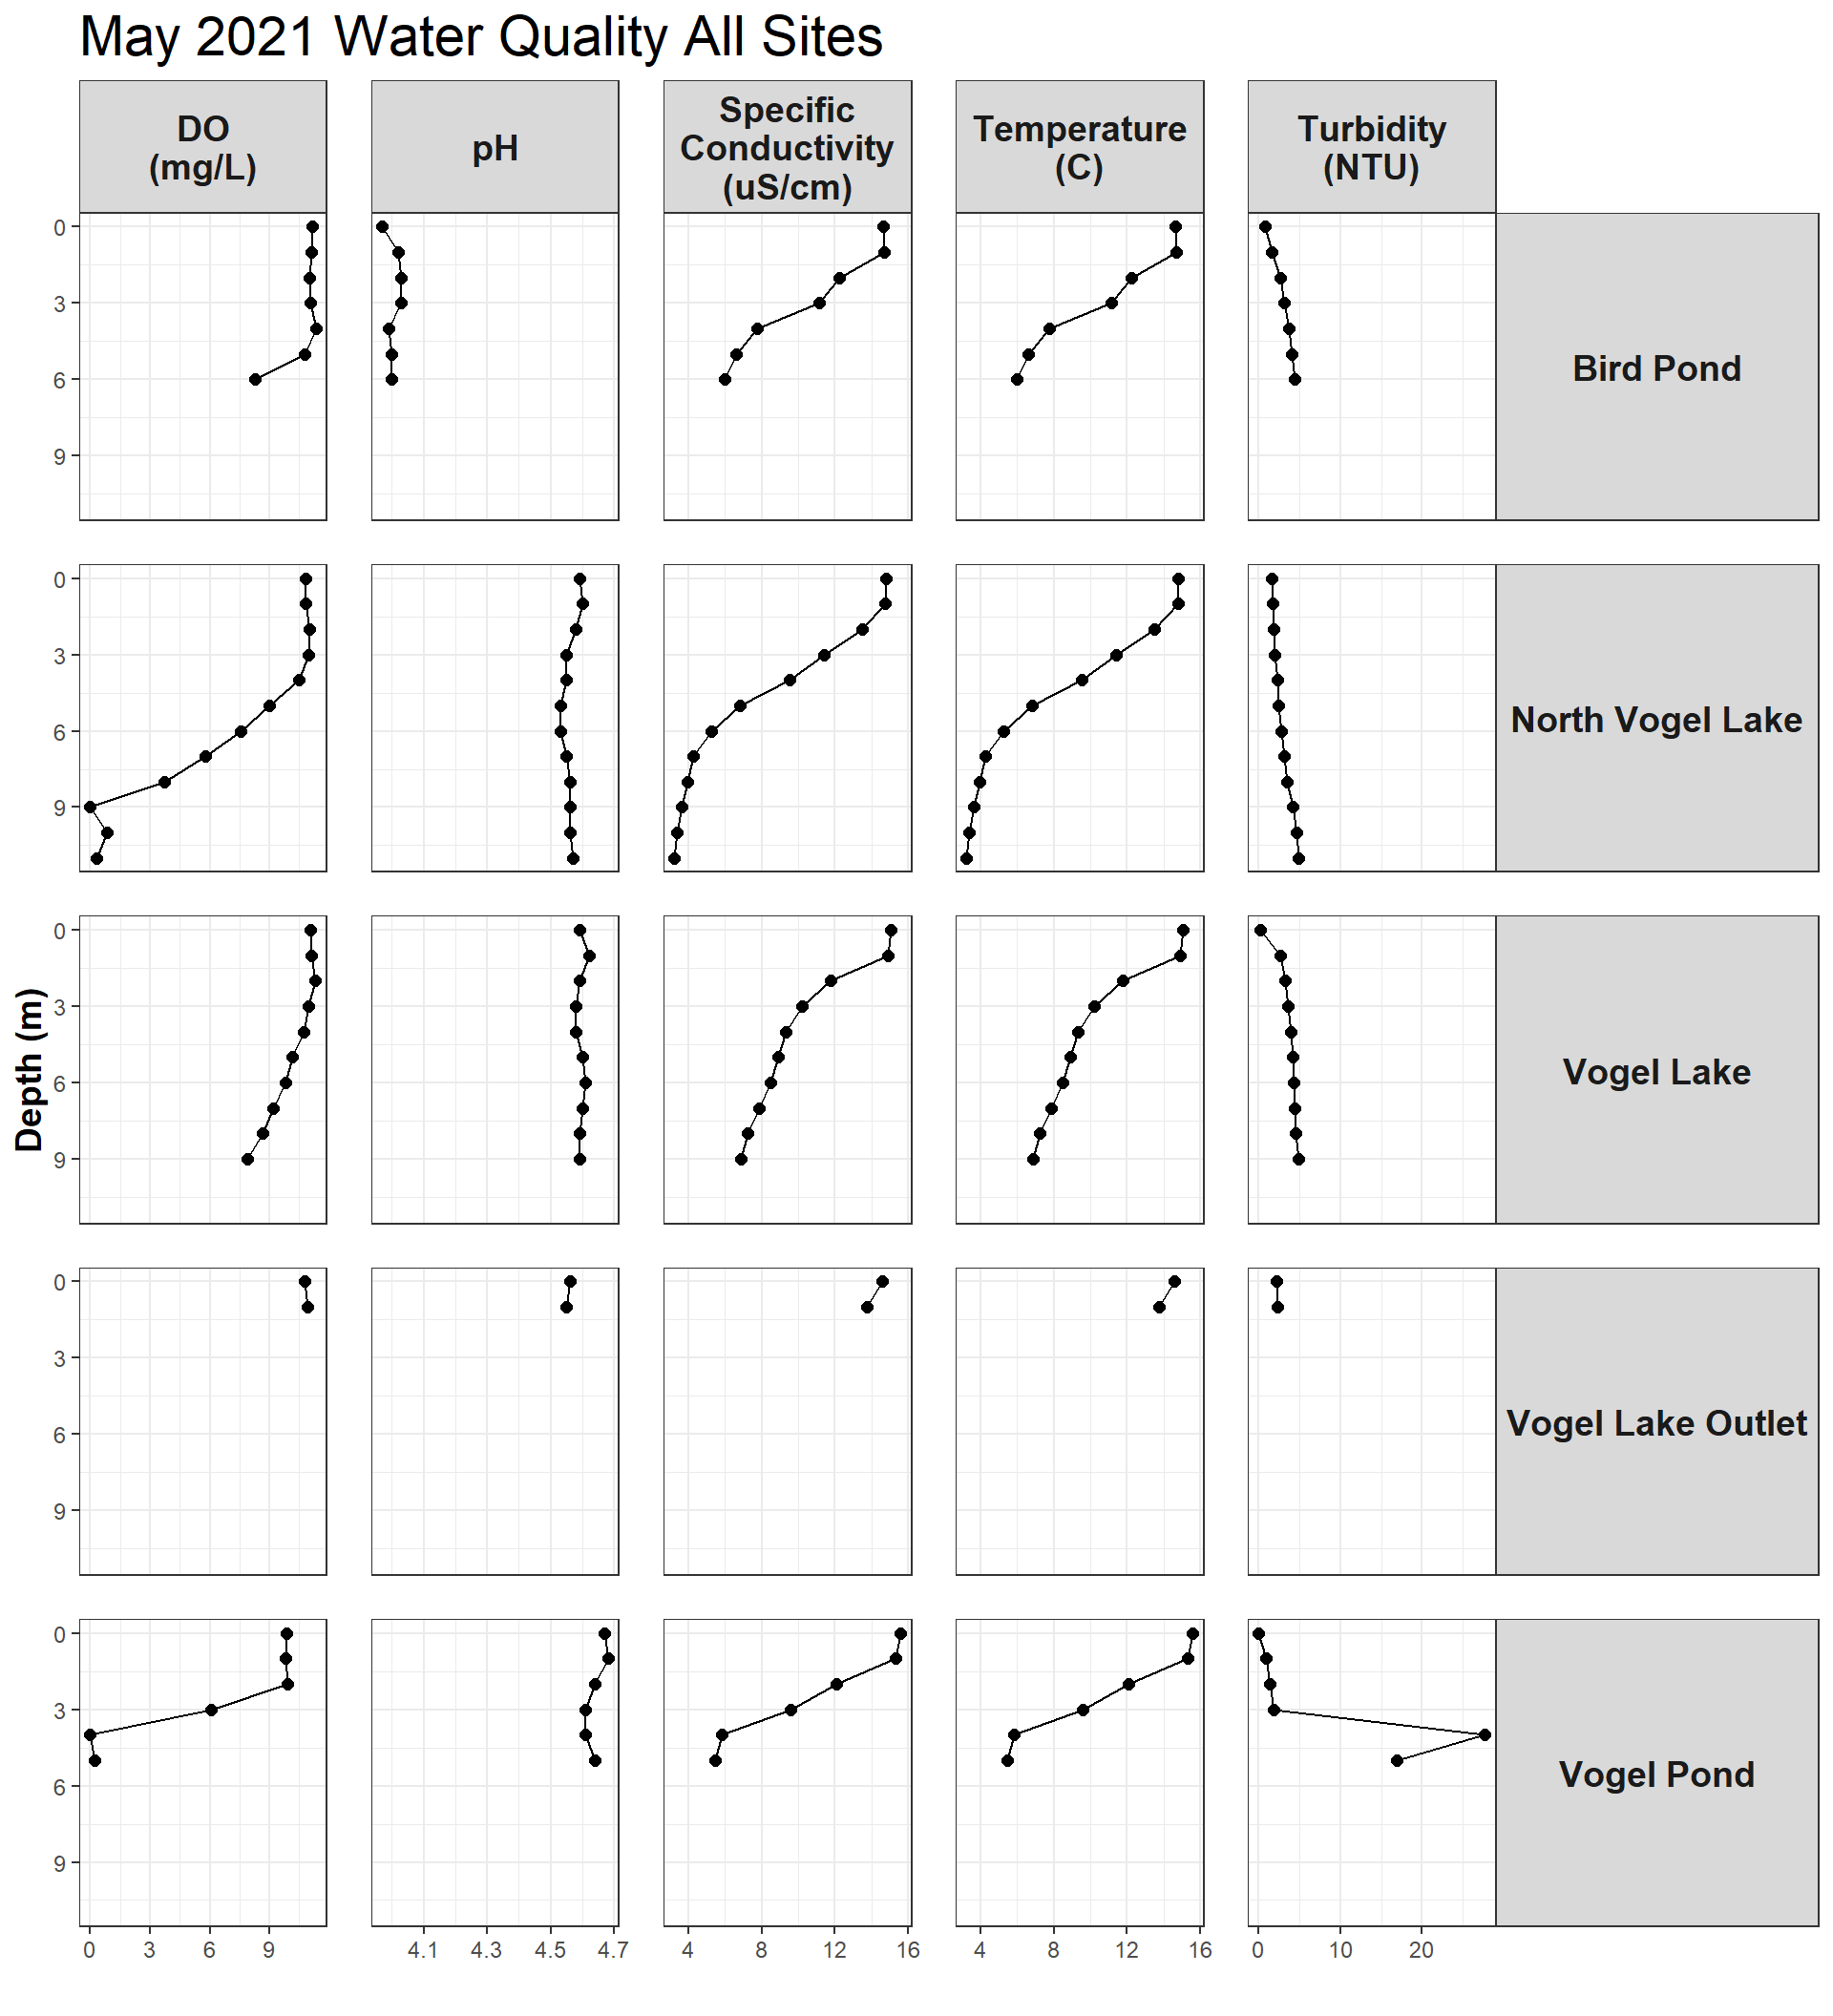 May 2021 Water Quality All Sites
DO
(mg/L)
pH
Specific
Conductivity
(uS/cm)
Temperature
(C)
Turbidity
(NTU)
0
3
6
9
Bird Pond
0
3
6
9
North Vogel Lake
Depth (m)
0
3
6
9
Vogel Lake
0
3
6
9
Vogel Lake Outlet
0
3
6
9
Vogel Pond
0 3 6 9
4.1 4.3 4.5 4.7
4 8 12 16
4 8 12 16
0 10 20